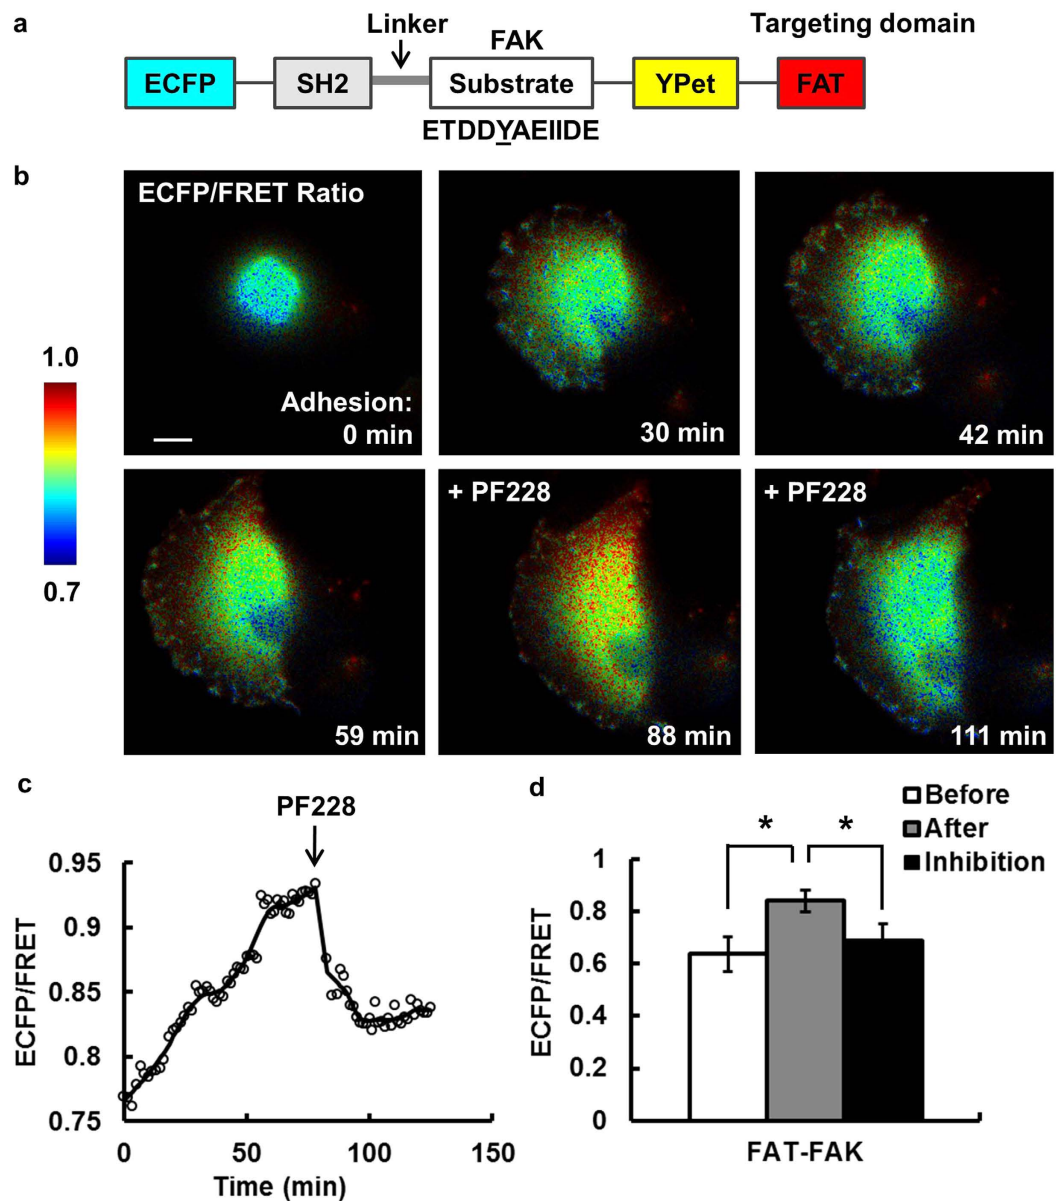 a
Linker
FAK
Targeting domain
ECFP
SH2
Substrate
YPet
FAT
ETDDYAEIIDE
b
ECFP/FRET Ratio
1.0
0.7
Adhesion:
0 min
30 min
42 min
59 min
+ PF228
88 min
+ PF228
111 min
c
PF228
0.95
0.9
0.85
0.8
0.75
ECFP/FRET
0
50
100
150
Time (min)
d
Before
After
Inhibition
*
*
1
0.8
0.6
0.4
0.2
0
ECFP/FRET
FAT-FAK